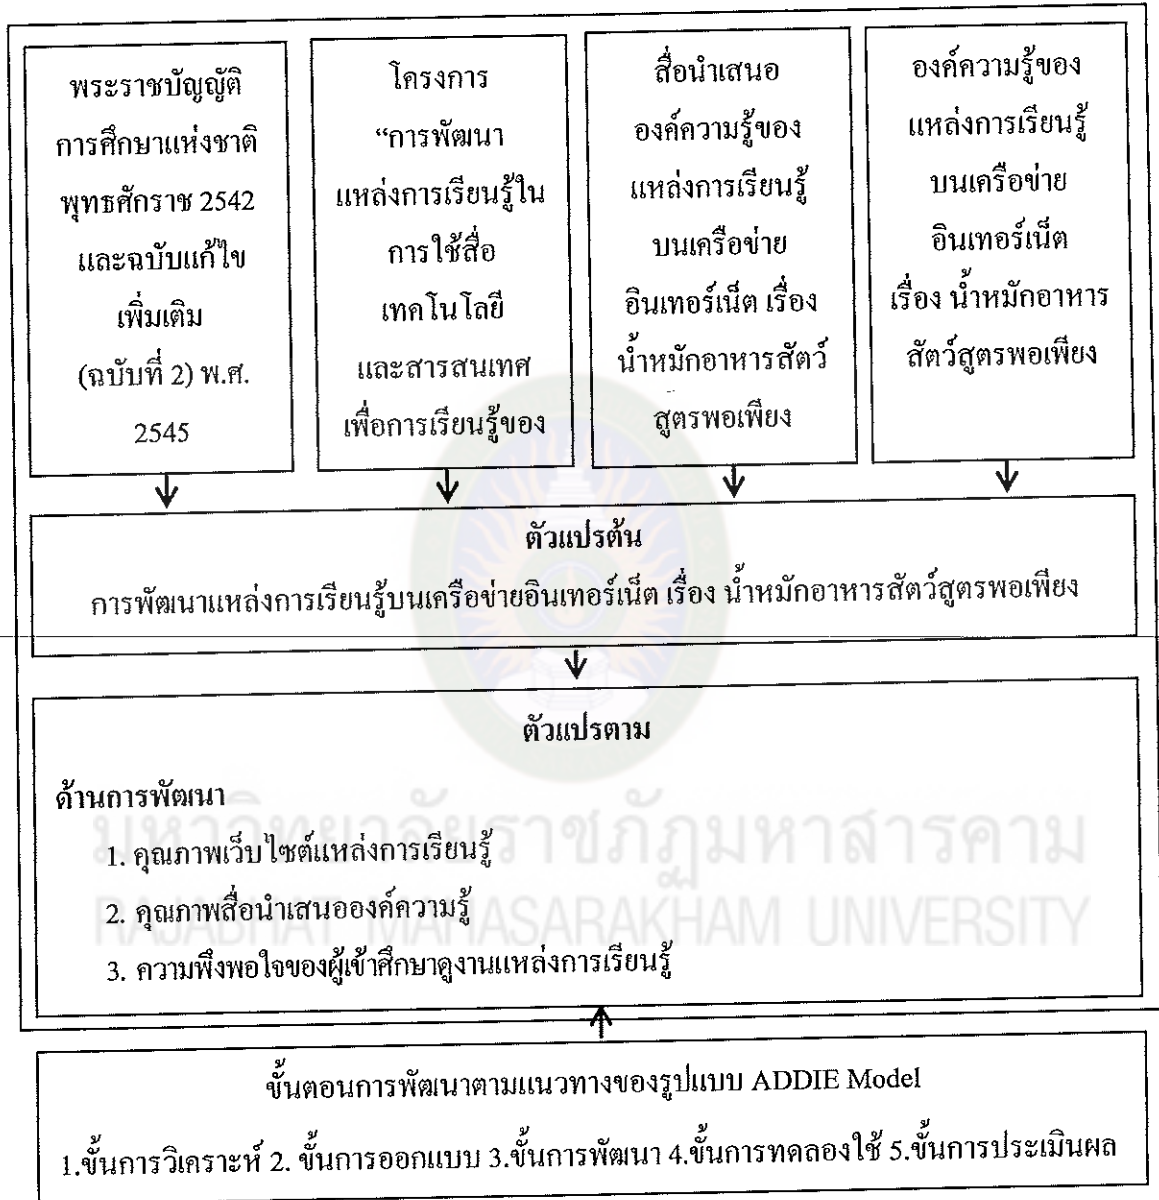 พระราชบัญญัติ
การศึกษาแห่งชาติ
พุทธศักราช 2542
และฉบับแก้ไข
เพิ่มเติม
(ฉบับที่ 2) พ.ศ.
2545
โครงการ
“การพัฒนา
แหล่งการเรียนรู้ใน
การใช้สื่อ
เทคโนโลยี
และสารสนเทศ
เพื่อการเรียนรู้ของ
สื่อนำเสนอ
องค์ความรู้ของ
แหล่งการเรียนรู้
บนเครือข่าย
อินเทอร์เน็ต เรื่อง
น้ำหมักอาหารสัตว์
สูตรพอเพียง
องค์ความรู้ของ
แหล่งการเรียนรู้
บนเครือข่าย
อินเทอร์เน็ต
เรื่อง น้ำหมักอาหาร
สัตว์สูตรพอเพียง
ตัวแปรต้น
การพัฒนาแหล่งการเรียนรู้บนเครือข่ายอินเทอร์เน็ต เรื่อง น้ำหมักอาหารสัตว์สูตรพอเพียง
ตัวแปรตาม
ด้านการพัฒนา
1. คุณภาพเว็บไซต์แหล่งการเรียนรู้
2. คุณภาพสื่อนำเสนอองค์ความรู้
3. ความพึงพอใจของผู้เข้าศึกษาดูงานแหล่งการเรียนรู้
มหาวิทยาลัยราชภัฏมหาสารคาม
RAJABHAT MAHASARAKHAM UNIVERSITY
ขั้นตอนการพัฒนาตามแนวทางของรูปแบบ ADDIE Model
1.ขั้นการวิเคราะห์ 2. ขั้นการออกแบบ 3.ขั้นการพัฒนา 4.ขั้นการทดลองใช้ 5.ขั้นการประเมินผล